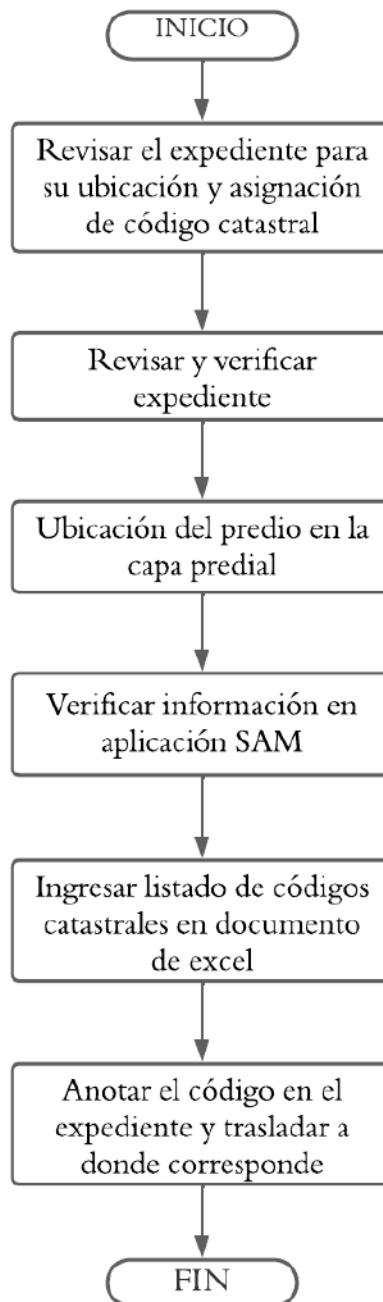 INICIO
Revisar el expediente para
su ubicación y asignación
de código catastral
Revisar y verificar
expediente
Ubicación del predio en la
capa predial
Verificar información en
aplicación SAM
Ingresar listado de códigos
catastrales en documento
de excel
Anotar el código en el
expediente y trasladar a
donde corresponde
FIN